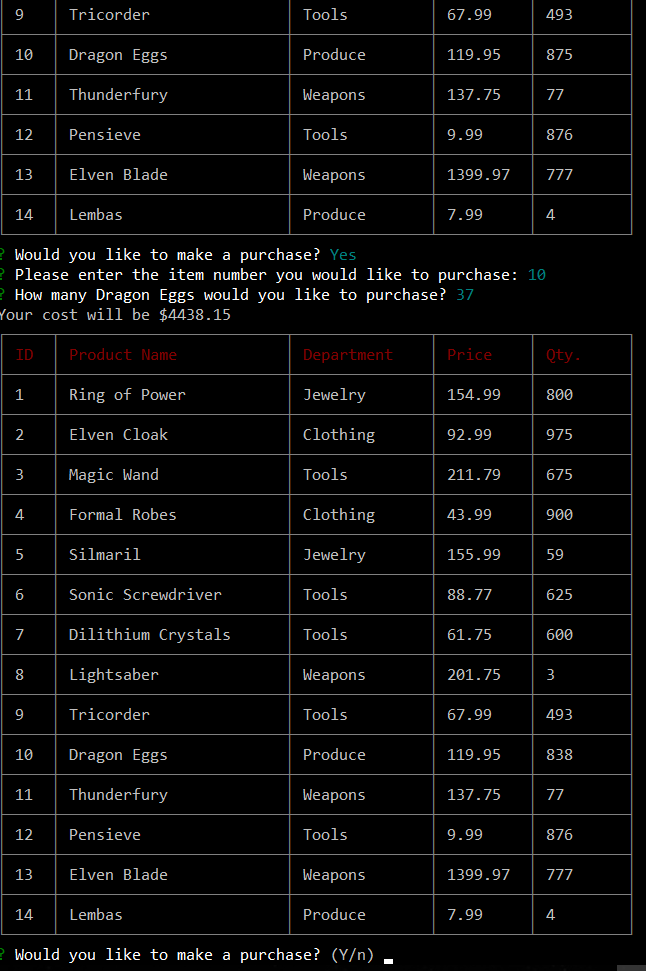 9 Tricorder Tools 67.99 493
10 Dragon Eggs Produce 119.95 875
11 Thunderfury Weapons 137.75 77
12 Pensieve Tools 9.99 876
13 Elven Blade Weapons 1399.97 777
14 Lembas Produce 7.99 4
? Would you like to make a purchase? Yes
? Please enter the item number you would like to purchase: 10
? How many Dragon Eggs would you like to purchase? 37
Your cost will be $4438.15
ID Product Name Department Price Qty.
1 Ring of Power Jewelry 154.99 800
2 Elven Cloak Clothing 92.99 975
3 Magic Wand Tools 211.79 675
4 Formal Robes Clothing 43.99 900
5 Silmaril Jewelry 155.99 59
6 Sonic Screwdriver Tools 88.77 625
7 Dilithium Crystals Tools 61.75 600
8 Lightsaber Weapons 201.75 3
9 Tricorder Tools 67.99 493
10 Dragon Eggs Produce 119.95 838
11 Thunderfury Weapons 137.75 77
12 Pensieve Tools 9.99 876
13 Elven Blade Weapons 1399.97 777
14 Lembas Produce 7.99 4
? Would you like to make a purchase? (Y/n)